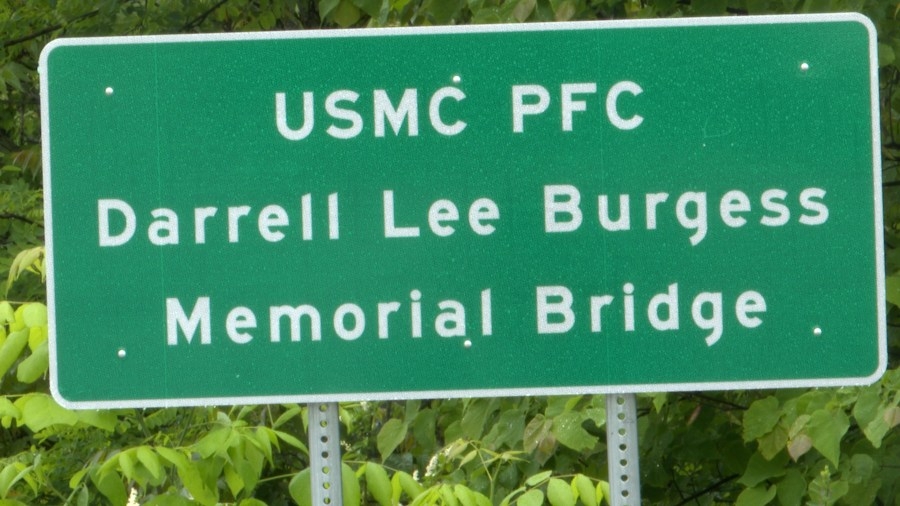 USMC PFC
Darrell Lee Burgess
Memorial Bridge